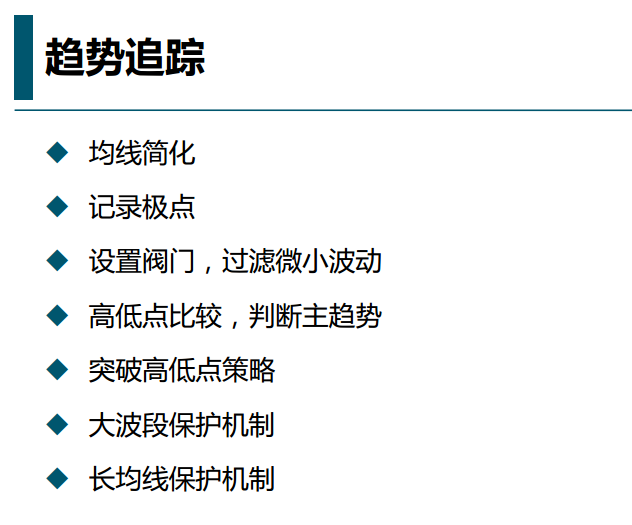 趋势追踪
均线简化
记录极点
设置阀门，过滤微小波动
高低点比较，判断主趋势
突破高低点策略
大波段保护机制
长均线保护机制